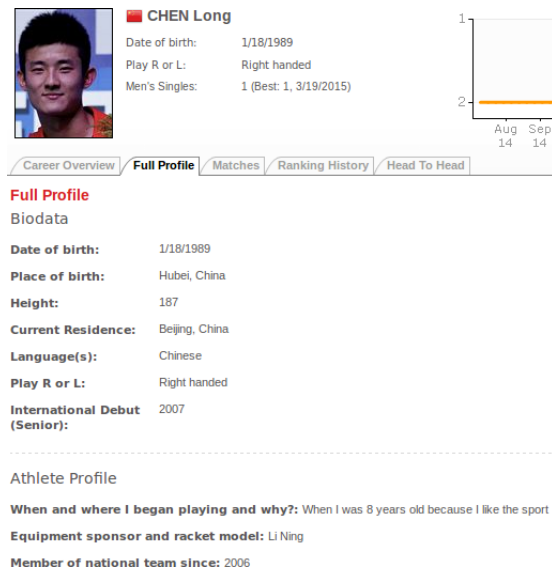 CHEN Long
Date of birth: 1/18/1989
Play R or L: Right handed
Men's Singles: 1 (Best: 1, 3/19/2015)
1
2
Aug Sep
14 14
Career Overview Full Profile Matches Ranking History Head To Head
Full Profile
Biodata
Date of birth: 1/18/1989
Place of birth: Hubei, China
Height: 187
Current Residence: Beijing, China
Language(s): Chinese
Play R or L: Right handed
International Debut 2007
(Senior):
Athlete Profile
When and where I began playing and why?: When I was 8 years old because I like the sport
Equipment sponsor and racket model: Li Ning
Member of national team since: 2006